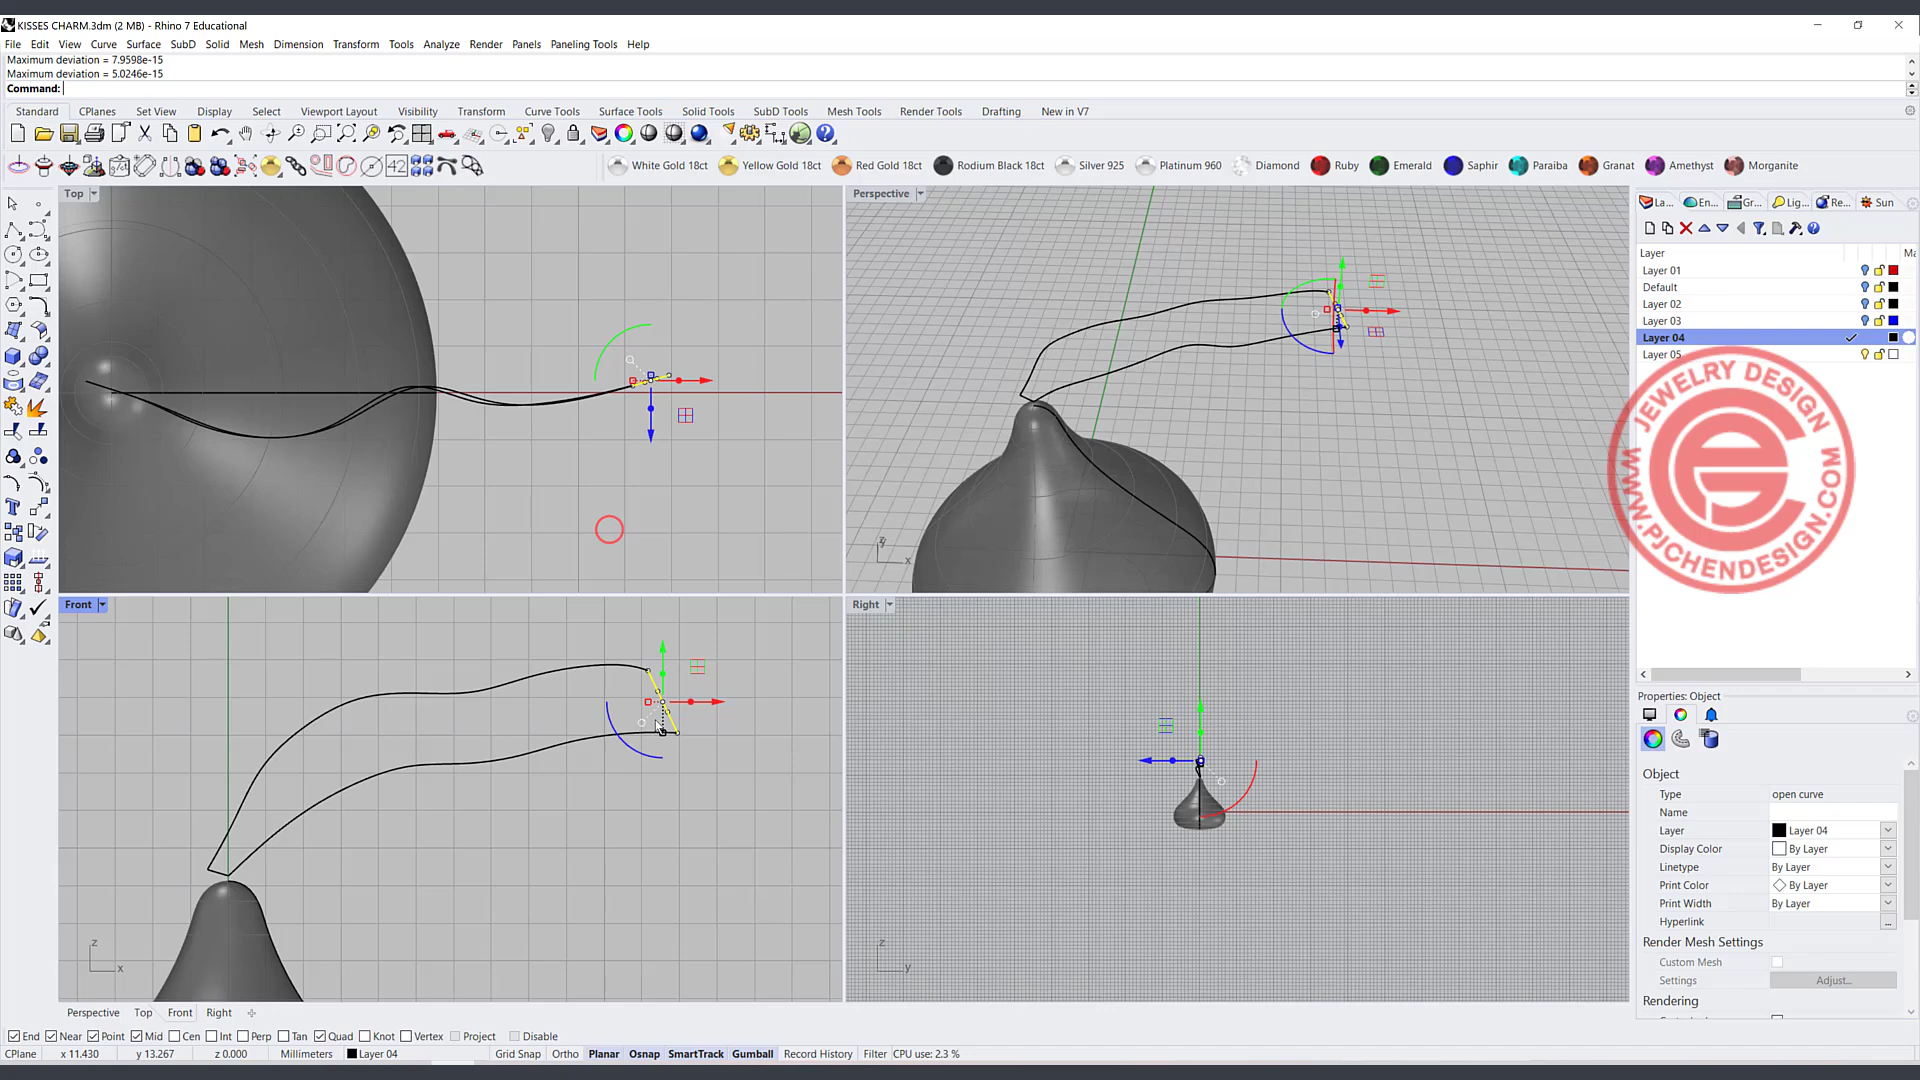 KISSES CHARM.3dm (2 MB) - Rhino 7 Educational
File Edit View Curve Surface SubD Solid Mesh Dimension Transform Tools Analyze Render Panels Paneling Tools Help
Maximum deviation = 7.9598e-15
Maximum deviation = 5.0246e-15
Command:
Standard CPlanes Set View Display Select Viewport Layout Visibility Transform Curve Tools Surface Tools Solid Tools SubD Tools Mesh Tools Render Tools Drafting New in V7
42 White Gold 18ct Yellow Gold 18ct Red Gold 18ct Rodium Black 18ct Silver 925 Platinum 960 Diamond Ruby Emerald Saphir Paraiba Granat Amethyst Morganite
Top
Perspective
La... En... Gr... Lig... Re... Sun
Layer Ma
Layer 01
Default
Layer 02
Layer 03
Layer 04
Layer 05
JEWELRY DESIGN
WWW.PJCHENDESIGN.COM
z x
Front
Right
z x
z y
Properties: Object
Object
Type open curve
Name
Layer Layer 04
Display Color By Layer
Linetype By Layer
Print Color By Layer
Print Width By Layer
Hyperlink ...
Render Mesh Settings
Custom Mesh
Settings Adjust...
Rendering
Perspective Top Front Right
End Near Point Mid Cen Int Perp Tan Quad Knot Vertex Project Disable
CPlane x 11.430 y 13.267 z 0.000 Millimeters Layer 04 Grid Snap Ortho Planar Osnap SmartTrack Gumball Record History Filter CPU use: 2.3 %